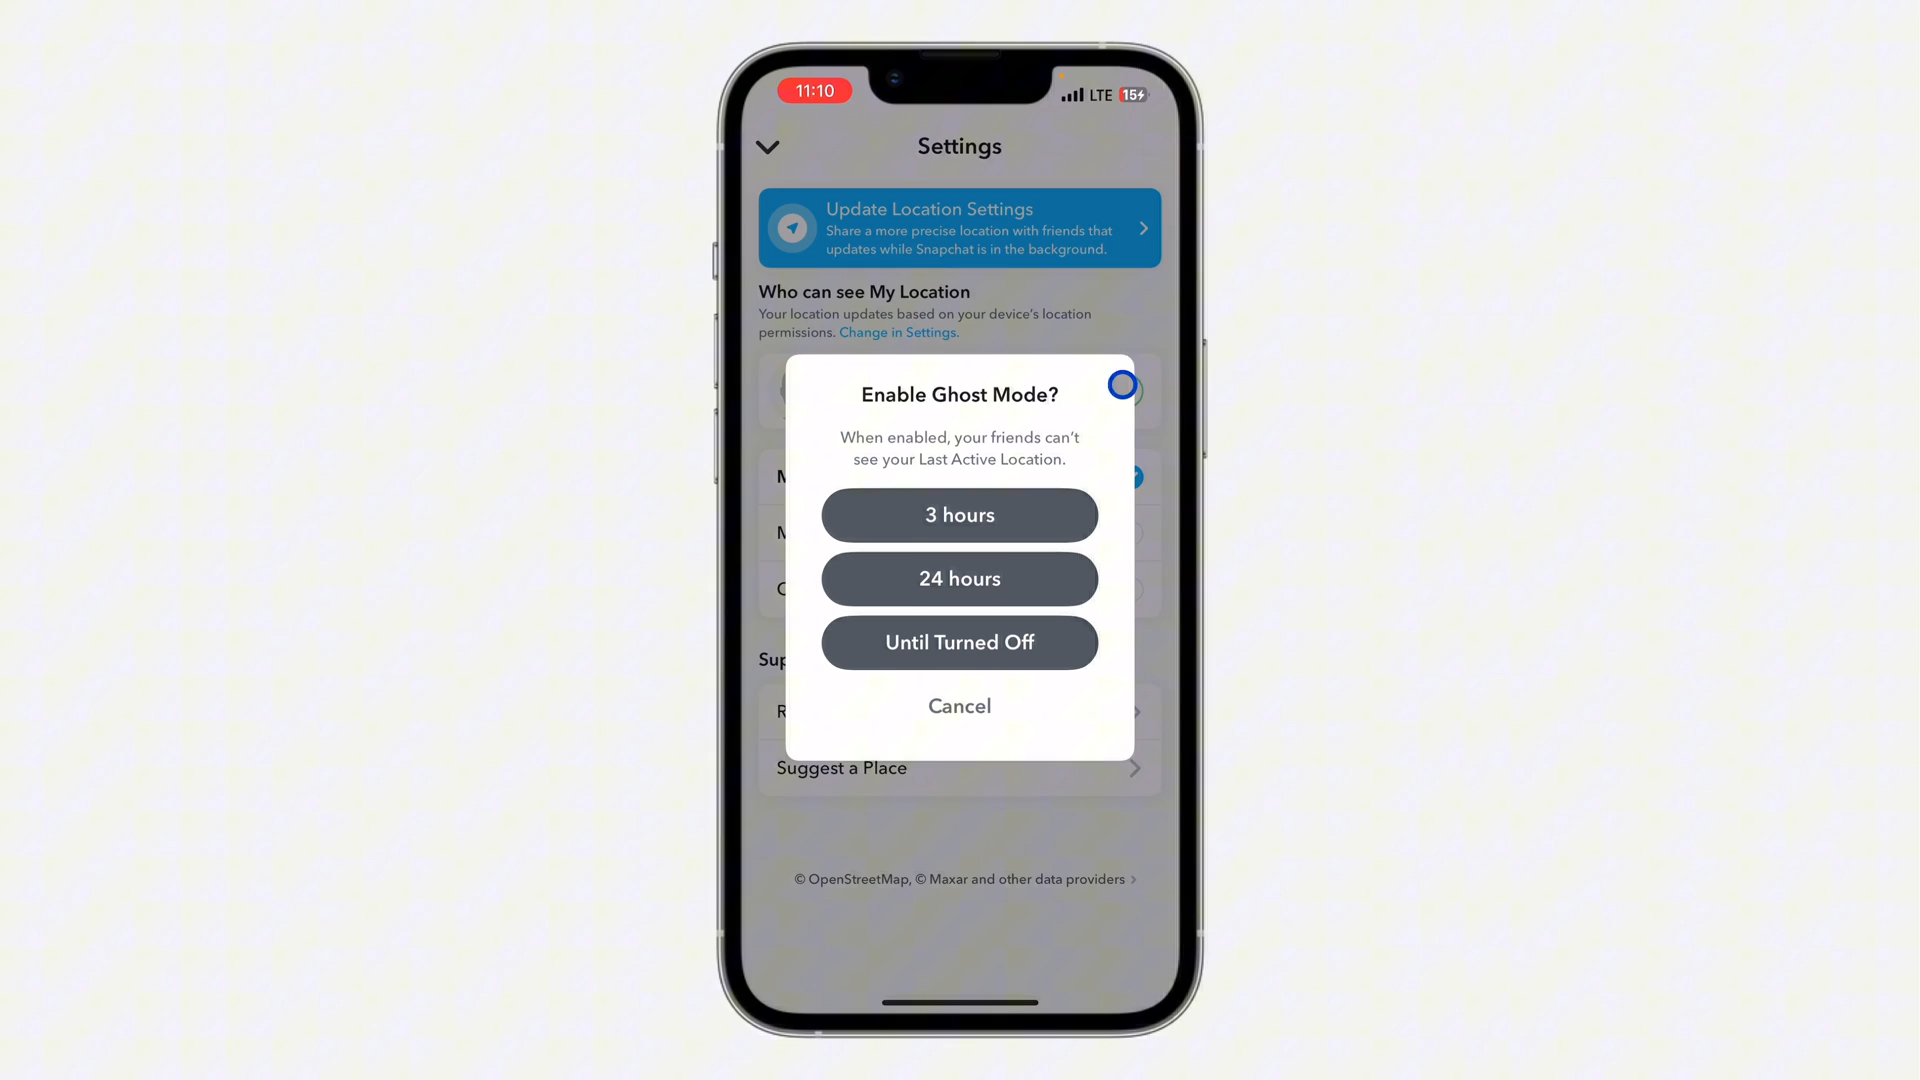 11:10
LTE
15
Settings
Update Location Settings
Share a more precise location with friends that
updates while Snapchat is in the background.
Who can see My Location
Your location updates based on your device's location
permissions. Change in Settings.
Enable Ghost Mode?
When enabled, your friends can't
see your Last Active Location.
3 hours
24 hours
Until Turned Off
Cancel
Suggest a Place
© OpenStreetMap, © Maxar and other data providers